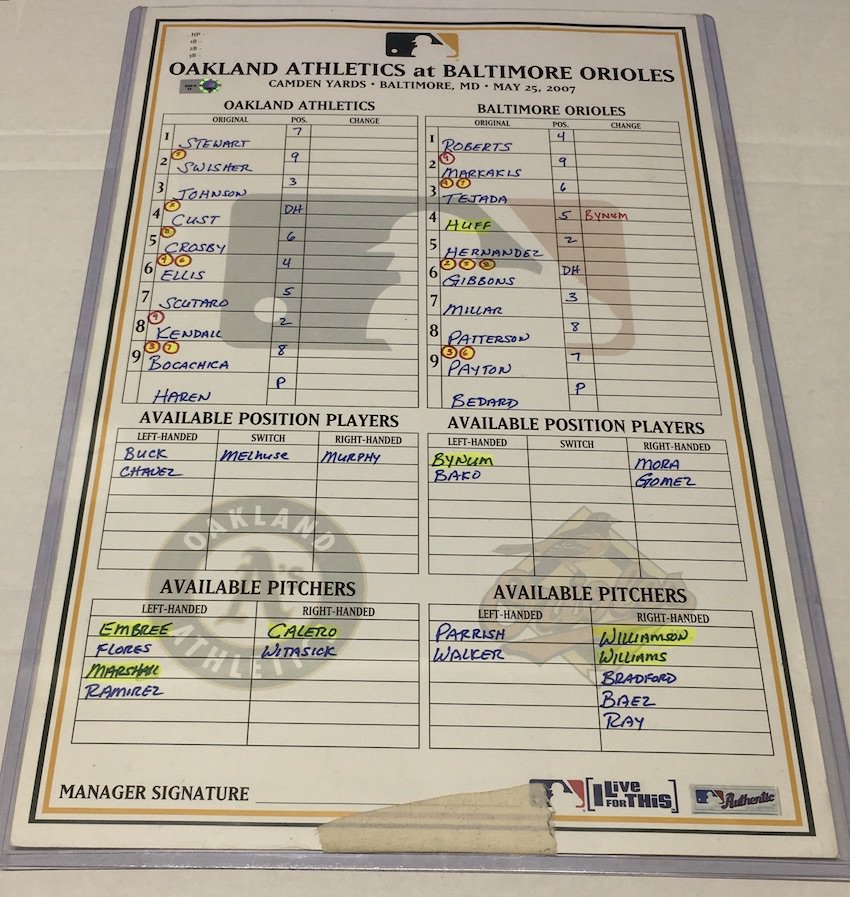 HP -
1B -
2B -
3B -
OAKLAND ATHLETICS at BALTIMORE ORIOLES
CAMDEN YARDS • BALTIMORE, MD • MAY 25, 2007
OAKLAND ATHLETICS
ORIGINAL POS. CHANGE
1 STEWART 7
2 SWISHER 9
3 JOHNSON 3
4 CUST DH
5 CROSBY 6
6 ELLIS 4
7 SCUTARO 5
8 KENDALL 2
9 BOCACHICA 8
HAREN P
BALTIMORE ORIOLES
ORIGINAL POS. CHANGE
1 ROBERTS 4
2 MARKAKIS 9
3 TEJADA 6
4 HUFF 5 BYNUM
5 HERNANDEZ 2
6 GIBBONS DH
7 MILLAR 3
8 PATTERSON 8
9 PAYTON 7
BEDARD P
AVAILABLE POSITION PLAYERS
LEFT-HANDED SWITCH RIGHT-HANDED
BUCK MELHUSE MURPHY
CHAVEZ
AVAILABLE POSITION PLAYERS
LEFT-HANDED SWITCH RIGHT-HANDED
BYNUM MORA
BAKO GOMEZ
OAKLAND
A's
ATHLETICS
AVAILABLE PITCHERS
LEFT-HANDED RIGHT-HANDED
EMBREE CALERO
FLORES WITASICK
MARSHALL
RAMIREZ
AVAILABLE PITCHERS
LEFT-HANDED RIGHT-HANDED
PARRISH WILLIAMSON
WALKER WILLIAMS
BRADFORD
BAEZ
RAY
MANAGER SIGNATURE
[I Live FOR THIS]
Authentic